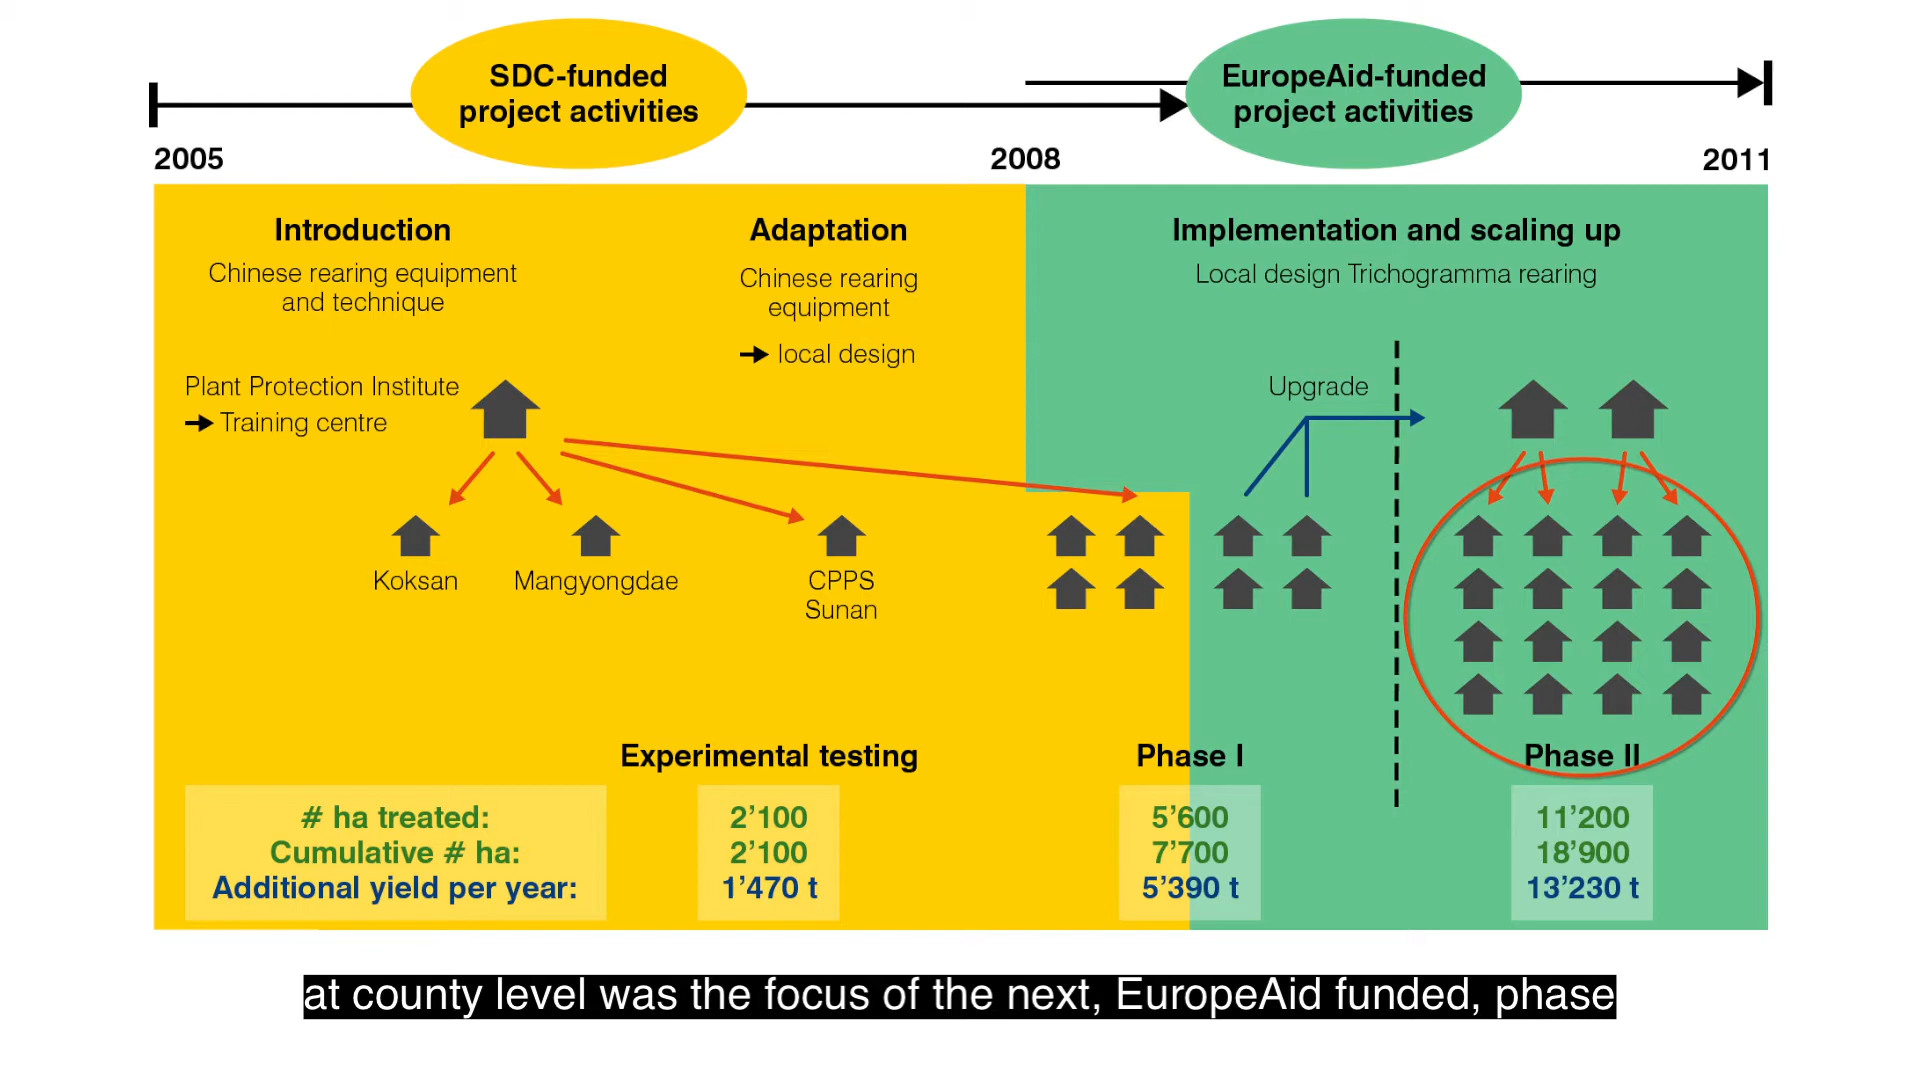 SDC-funded
project activities
EuropeAid-funded
project activities
2005
2008
2011
Introduction
Chinese rearing equipment
and technique
Adaptation
Chinese rearing
equipment
local design
Implementation and scaling up
Local design Trichogramma rearing
Plant Protection Institute
Training centre
Upgrade
Koksan
Mangyongdae
CPPS
Sunan
Experimental testing
Phase I
Phase II
# ha treated:
Cumulative # ha:
Additional yield per year:
2’100
2’100
1’470 t
5’600
7’700
5’390 t
11’200
18’900
13’230 t
at county level was the focus of the next, EuropeAid funded, phase